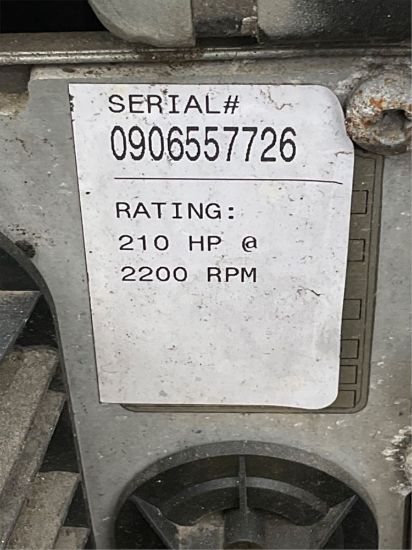 SERIAL#
0906557726
RATING:
210 HP @
2200 RPM